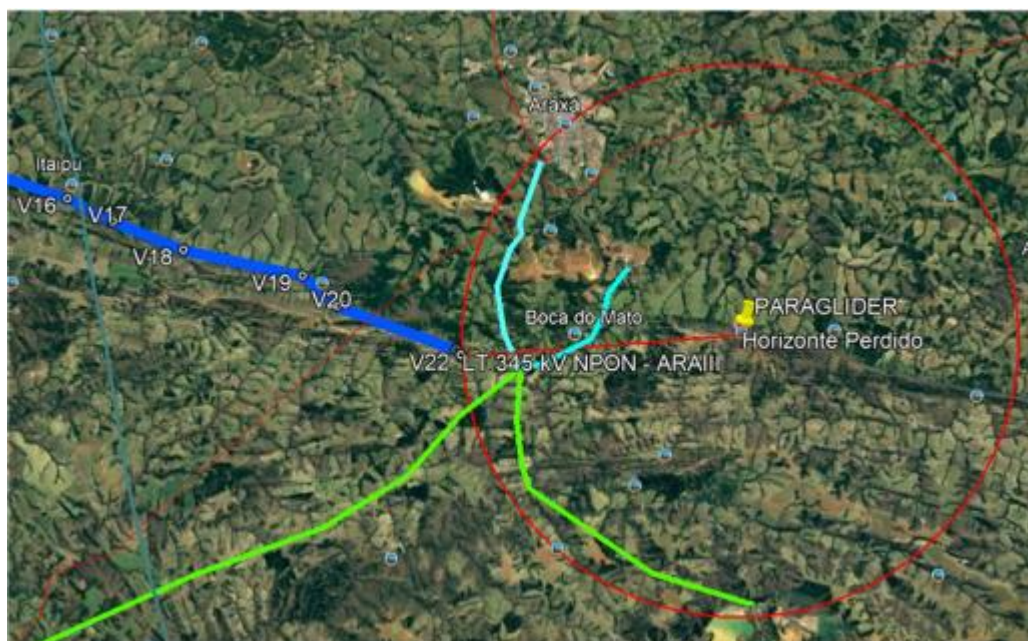 Araxá
Itaipu
V16
V17
V18
V19
V20
PARAGLIDER
Boca do Mato
Horizonte Perdido
V22
LT 345 kV NPON - ARAIII